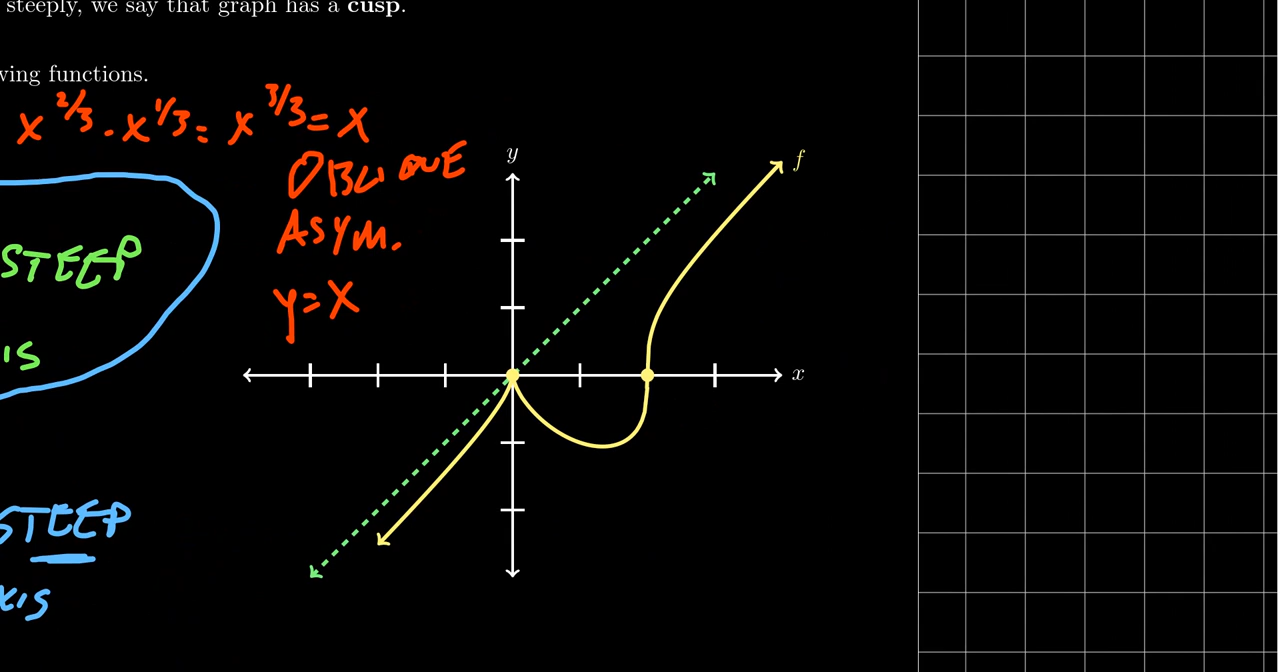 steeply, we say that graph has a cusp.
ving functions.
x^2/3 . x^1/3 = x^3/3 = x
OBLIQUE
ASYM.
y = x
STEEP
IS
STEEP
XIS
y
f
x